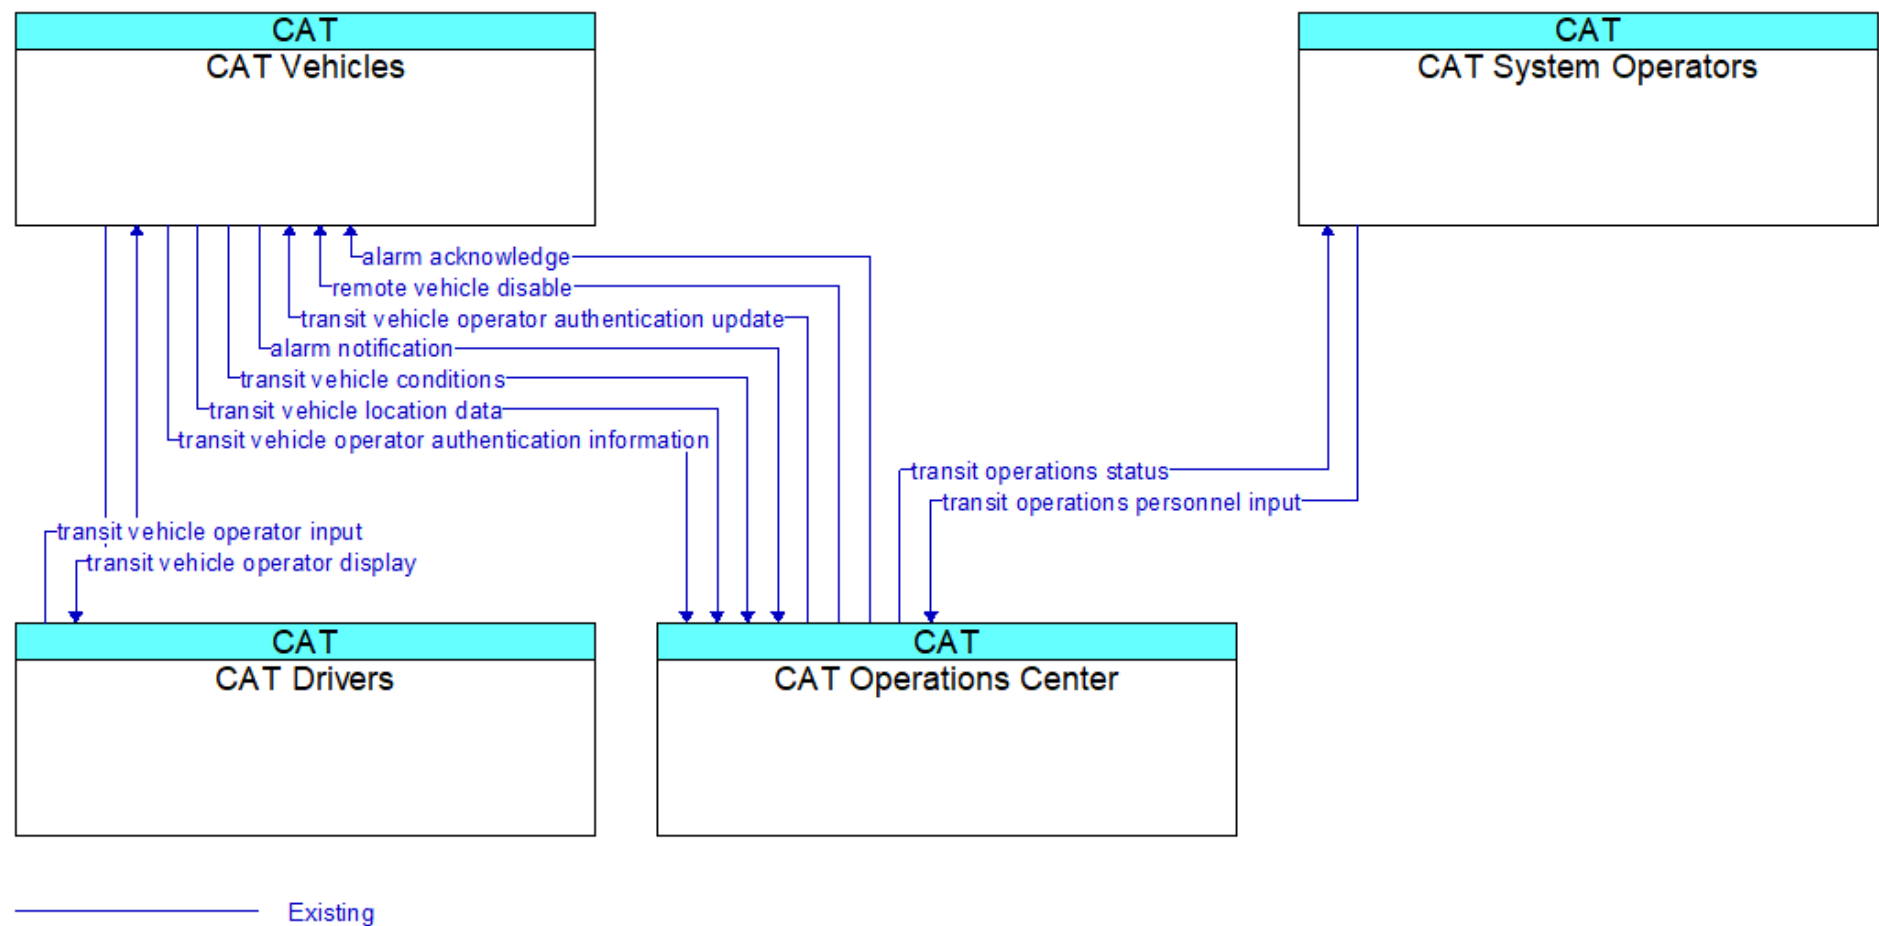 CAT
CAT Vehicles
CAT
CAT System Operators
alarm acknowledge
remote vehicle disable
transit vehicle operator authentication update
alarm notification
transit vehicle conditions
transit vehicle location data
transit vehicle operator authentication information
transit operations status
transit operations personnel input
transit vehicle operator input
transit vehicle operator display
CAT
CAT Drivers
CAT
CAT Operations Center
Existing